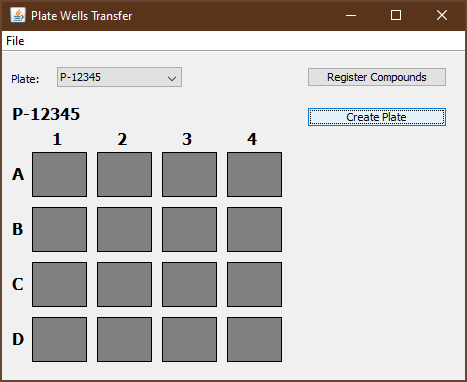 Plate Wells Transfer
File
Plate: P-12345 Register Compounds
P-12345 Create Plate
1 2 3 4
A
B
C
D